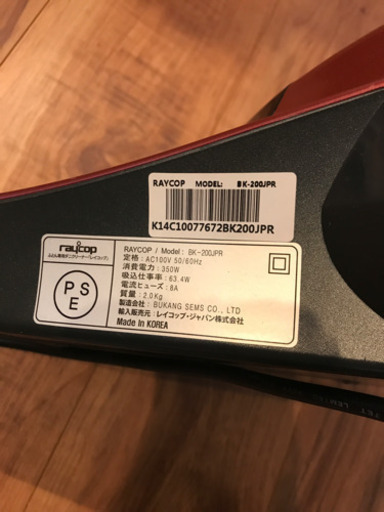 RAYCOP MODEL: BK-200JPR
K14C10077672BK200JPR
raycop
ふとん専用ダニクリーナー「レイコップ」
PS
E
RAYCOP / Model : BK-200JPR
定格 : AC100V 50/60Hz
消費電力 : 350W
吸込仕事率 : 63.4W
電流ヒューズ : 8A
質量 : 2.0Kg
製造会社 : BUKANG SEMS CO., LTD
輸入販売元 : レイコップ・ジャパン株式会社
Made In KOREA